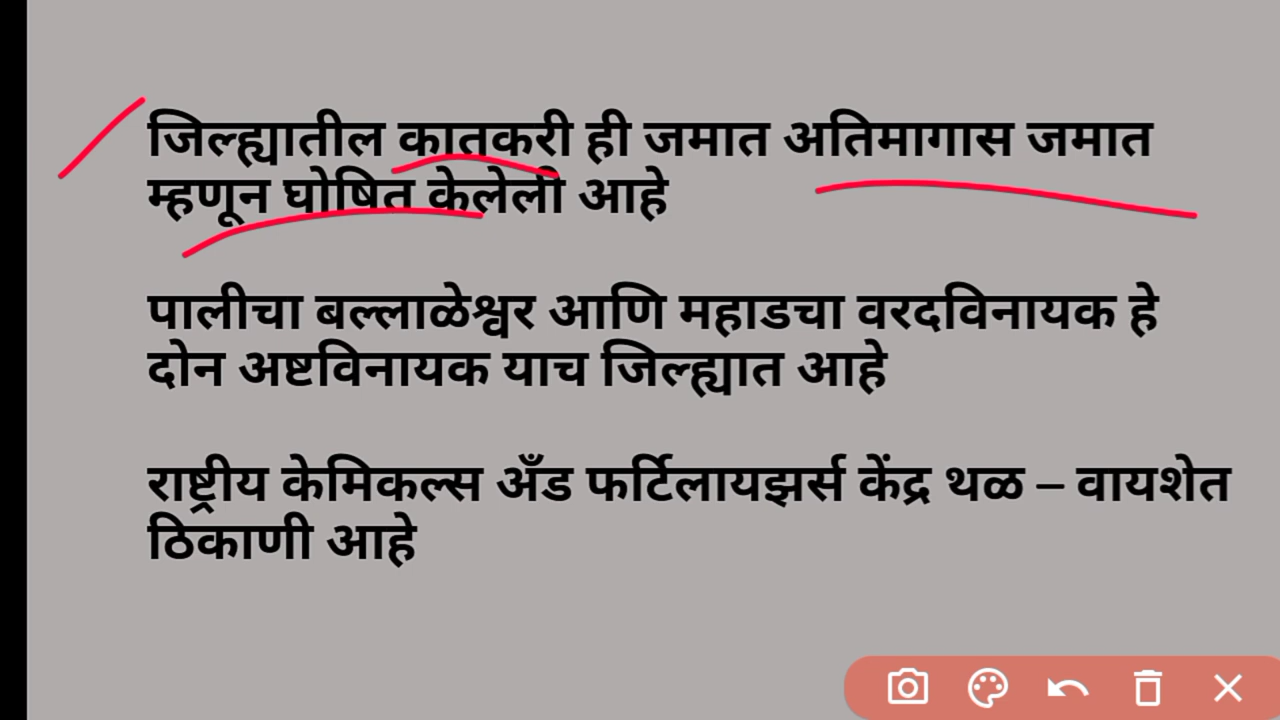 जिल्ह्यातील कातकरी ही जमात अतिमागास जमात
म्हणून घोषित केलेली आहे
पालीचा बल्लाळेश्वर आणि महाडचा वरदविनायक हे
दोन अष्टविनायक याच जिल्ह्यात आहे
राष्ट्रीय केमिकल्स अँड फर्टिलायझर्स केंद्र थळ – वायशेत
ठिकाणी आहे